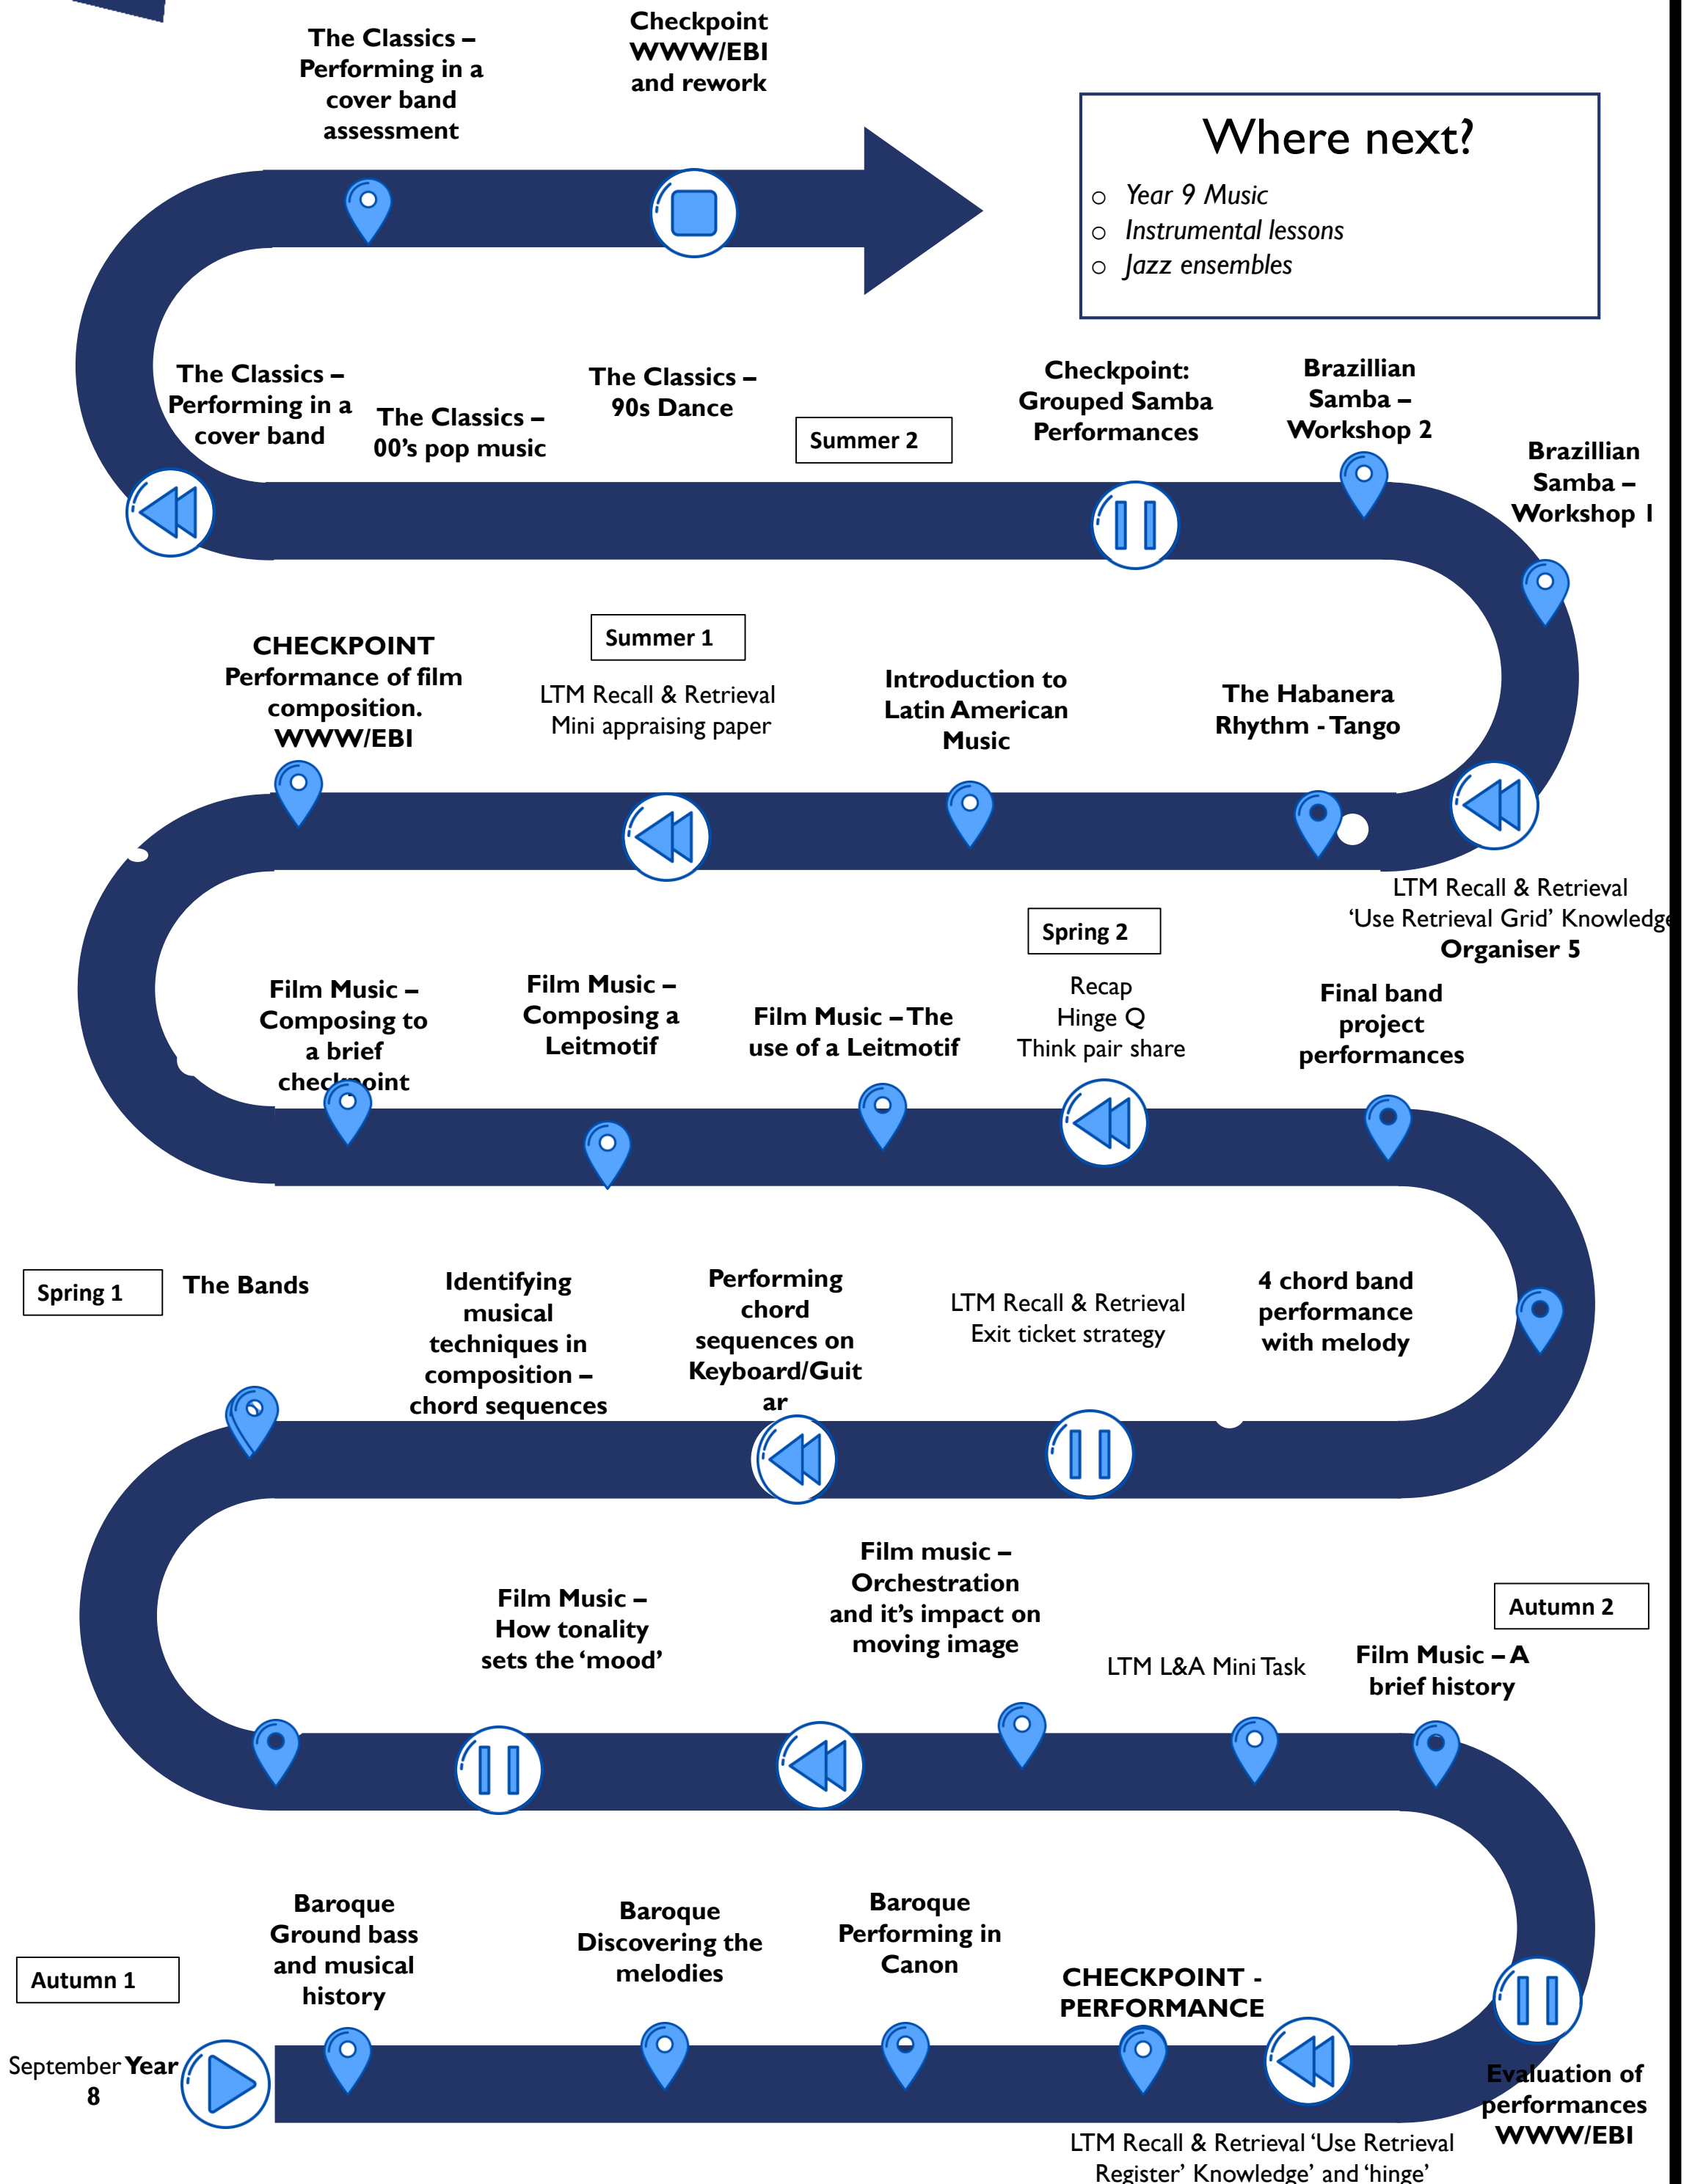 The Classics –
Performing in a
cover band
assessment
Checkpoint
WWW/EBI
and rework
Where next?
o Year 9 Music
o Instrumental lessons
o Jazz ensembles
The Classics –
Performing in a
cover band
The Classics –
00’s pop music
The Classics –
90s Dance
Summer 2
Checkpoint:
Grouped Samba
Performances
Brazillian
Samba –
Workshop 2
Brazillian
Samba –
Workshop 1
CHECKPOINT
Performance of film
composition.
WWW/EBI
Summer 1
LTM Recall & Retrieval
Mini appraising paper
Introduction to
Latin American
Music
The Habanera
Rhythm - Tango
LTM Recall & Retrieval
‘Use Retrieval Grid’ Knowledge
Organiser 5
Film Music –
Composing to
a brief
checkpoint
Film Music –
Composing a
Leitmotif
Film Music – The
use of a Leitmotif
Spring 2
Recap
Hinge Q
Think pair share
Final band
project
performances
Spring 1
The Bands
Identifying
musical
techniques in
composition –
chord sequences
Performing
chord
sequences on
Keyboard/Guit
ar
LTM Recall & Retrieval
Exit ticket strategy
4 chord band
performance
with melody
Film Music –
How tonality
sets the ‘mood’
Film music –
Orchestration
and it’s impact on
moving image
LTM L&A Mini Task
Autumn 2
Film Music – A
brief history
Autumn 1
September Year
8
Baroque
Ground bass
and musical
history
Baroque
Discovering the
melodies
Baroque
Performing in
Canon
CHECKPOINT -
PERFORMANCE
Evaluation of
performances
WWW/EBI
LTM Recall & Retrieval ‘Use Retrieval
Register’ Knowledge’ and ‘hinge’